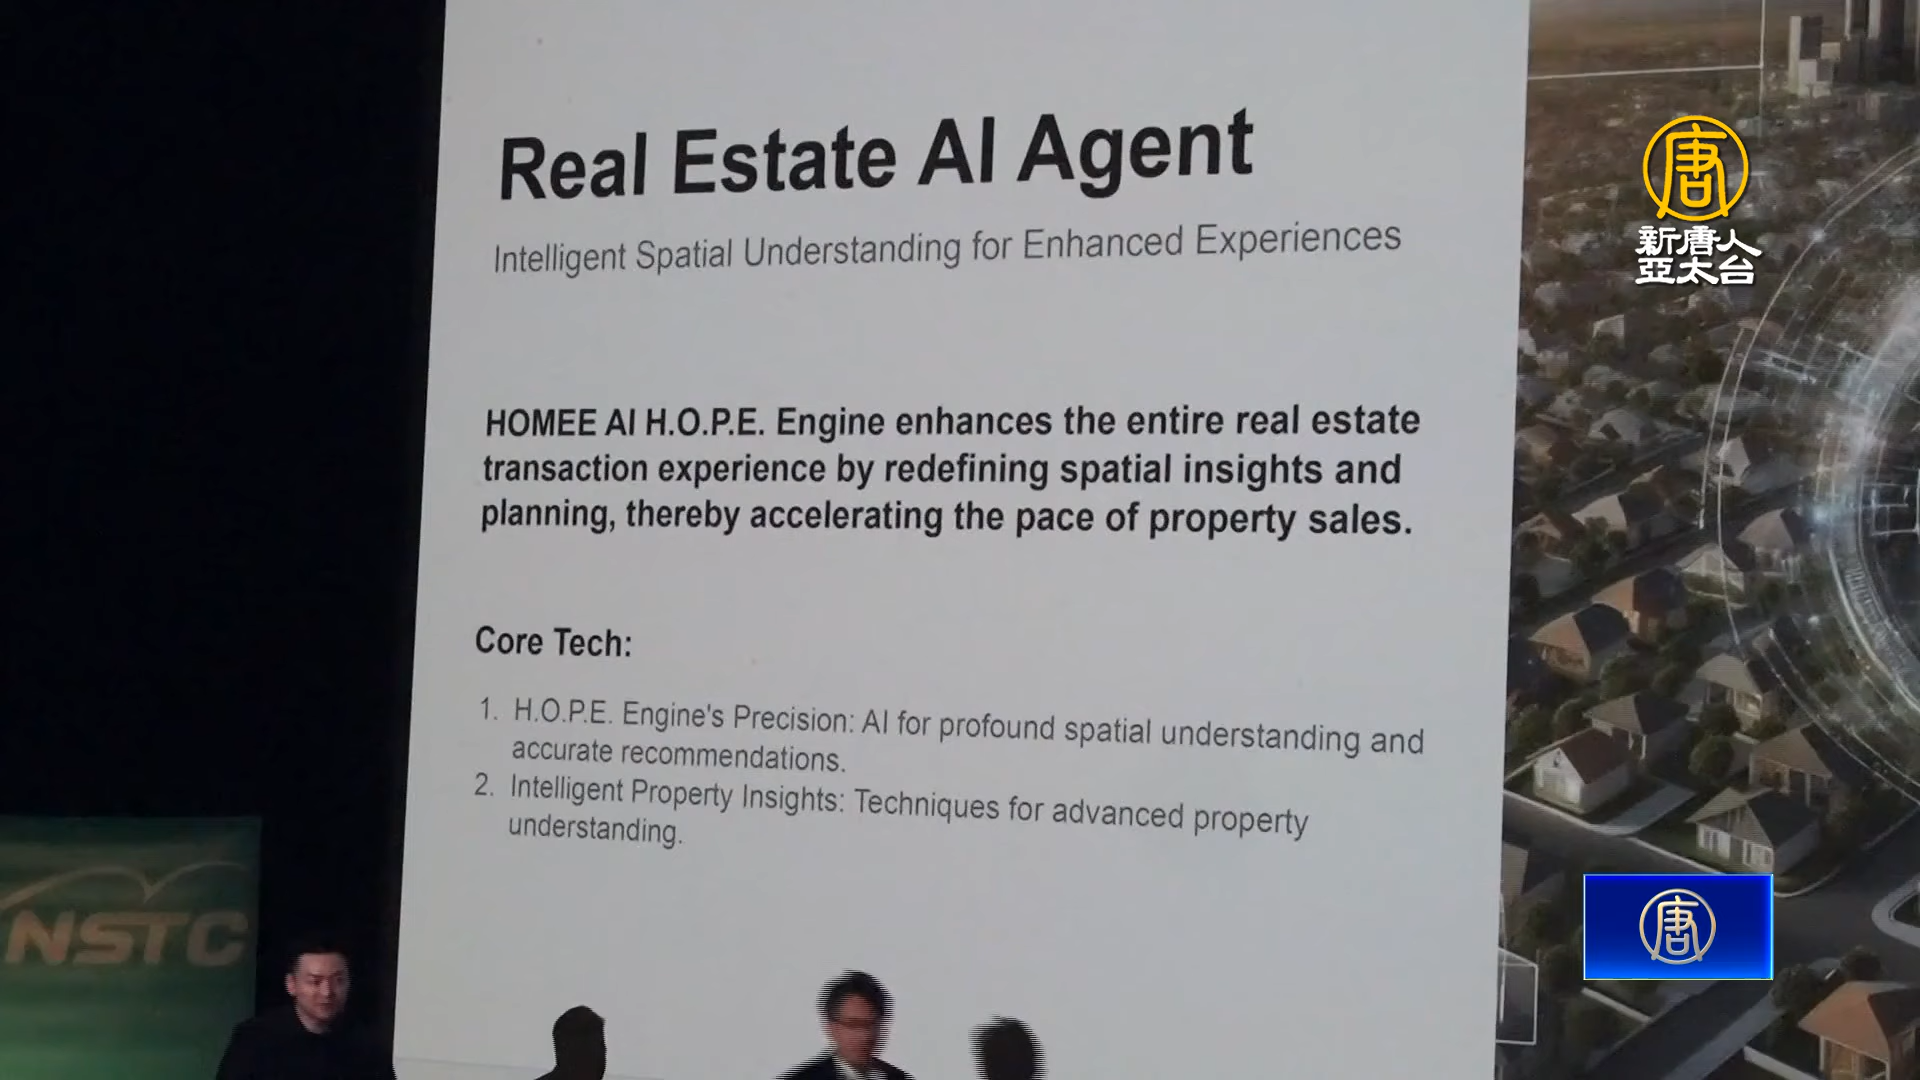 Real Estate AI Agent
Intelligent Spatial Understanding for Enhanced Experiences
HOMEE AI H.O.P.E. Engine enhances the entire real estate
transaction experience by redefining spatial insights and
planning, thereby accelerating the pace of property sales.
Core Tech:
1. H.O.P.E. Engine's Precision: AI for profound spatial understanding and
accurate recommendations.
2. Intelligent Property Insights: Techniques for advanced property
understanding.
NSTC
唐
新唐人
亞太台
唐